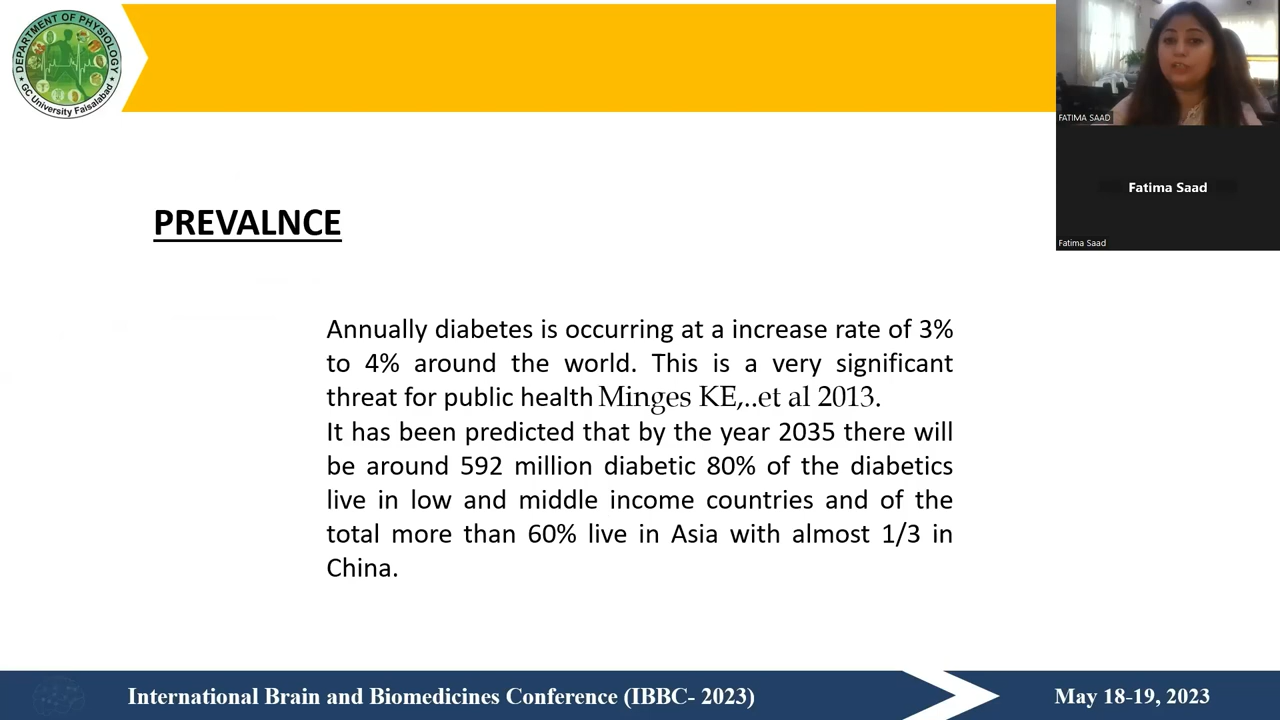 DEPARTMENT OF PHYSIOLOGY
GC University Faisalabad
FATIMA SAAD
Fatima Saad
Fatima Saad
PREVALNCE
Annually diabetes is occurring at a increase rate of 3%
to 4% around the world. This is a very significant
threat for public health Minges KE,..et al 2013.
It has been predicted that by the year 2035 there will
be around 592 million diabetic 80% of the diabetics
live in low and middle income countries and of the
total more than 60% live in Asia with almost 1/3 in
China.
International Brain and Biomedicines Conference (IBBC- 2023)
May 18-19, 2023